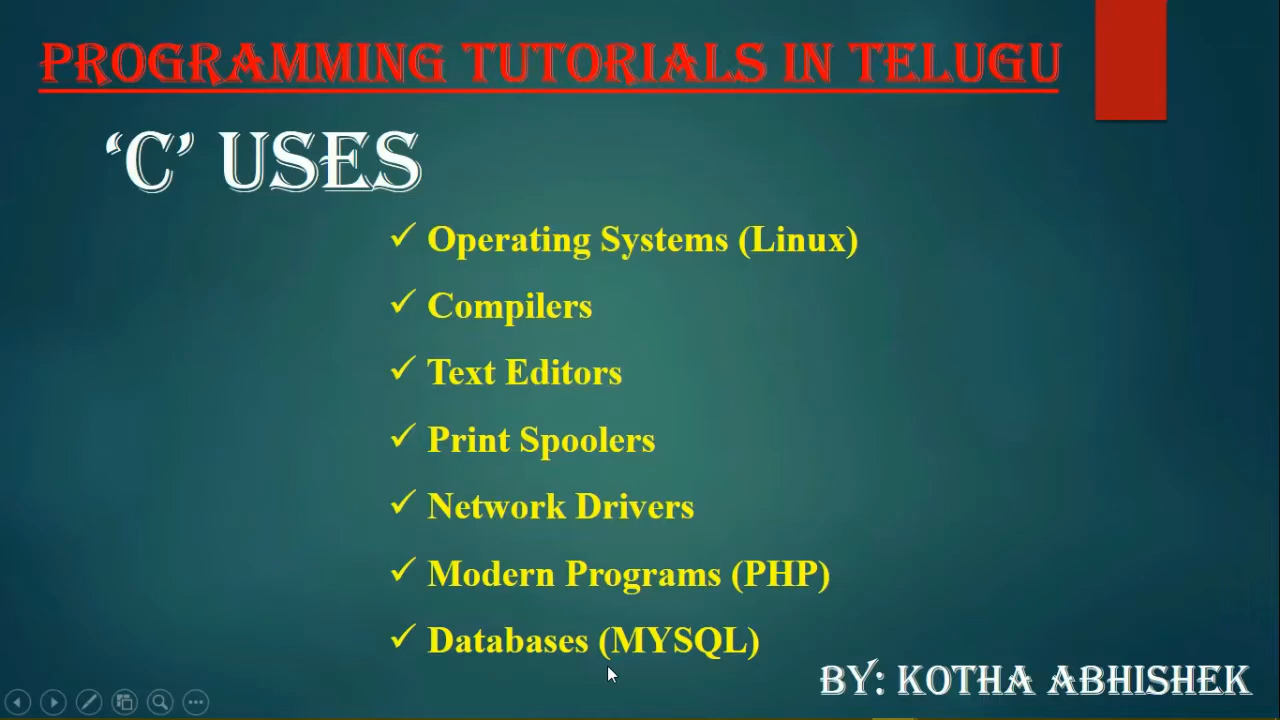 PROGRAMMING TUTORIALS IN TELUGU
‘C’ USES
✓ Operating Systems (Linux)
✓ Compilers
✓ Text Editors
✓ Print Spoolers
✓ Network Drivers
✓ Modern Programs (PHP)
✓ Databases (MYSQL)
BY: KOTHA ABHISHEK